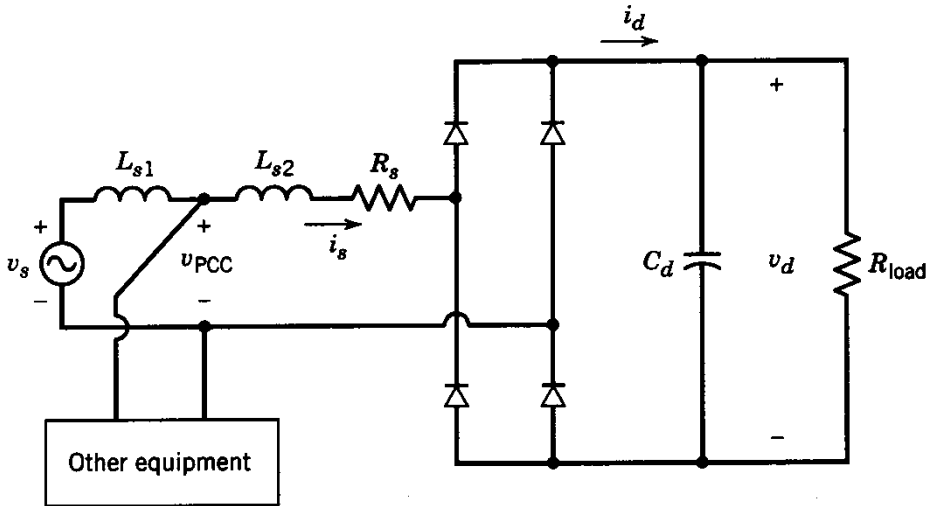 i_d
+
L_s1
L_s2
R_s
+
v_s
−
+
v_PCC
−
i_s
C_d
v_d
R_load
−
Other equipment